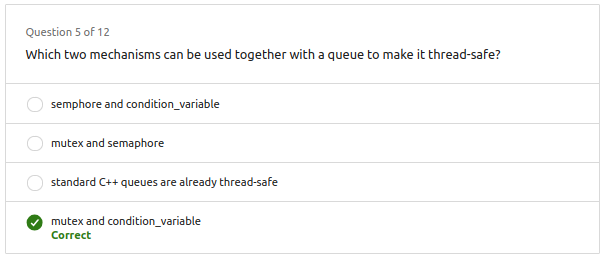 Question 5 of 12
Which two mechanisms can be used together with a queue to make it thread-safe?
semphore and condition_variable
mutex and semaphore
standard C++ queues are already thread-safe
mutex and condition_variable
Correct